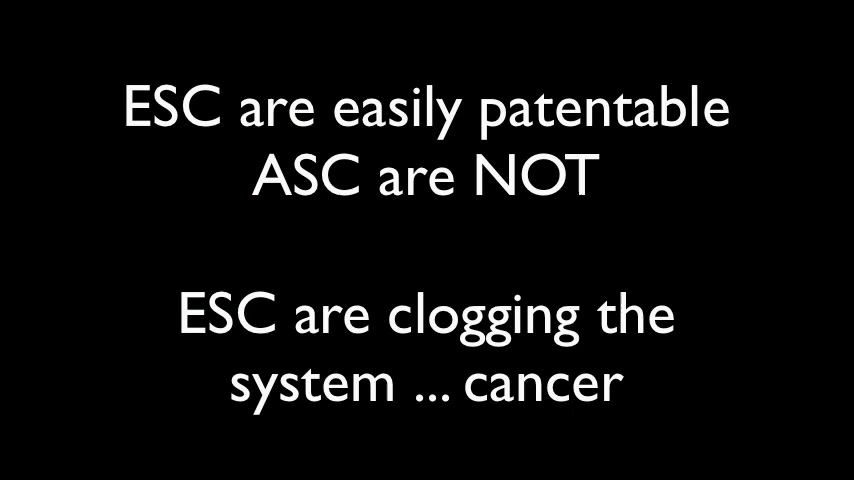 ESC are easily patentable
ASC are NOT
ESC are clogging the
system ... cancer